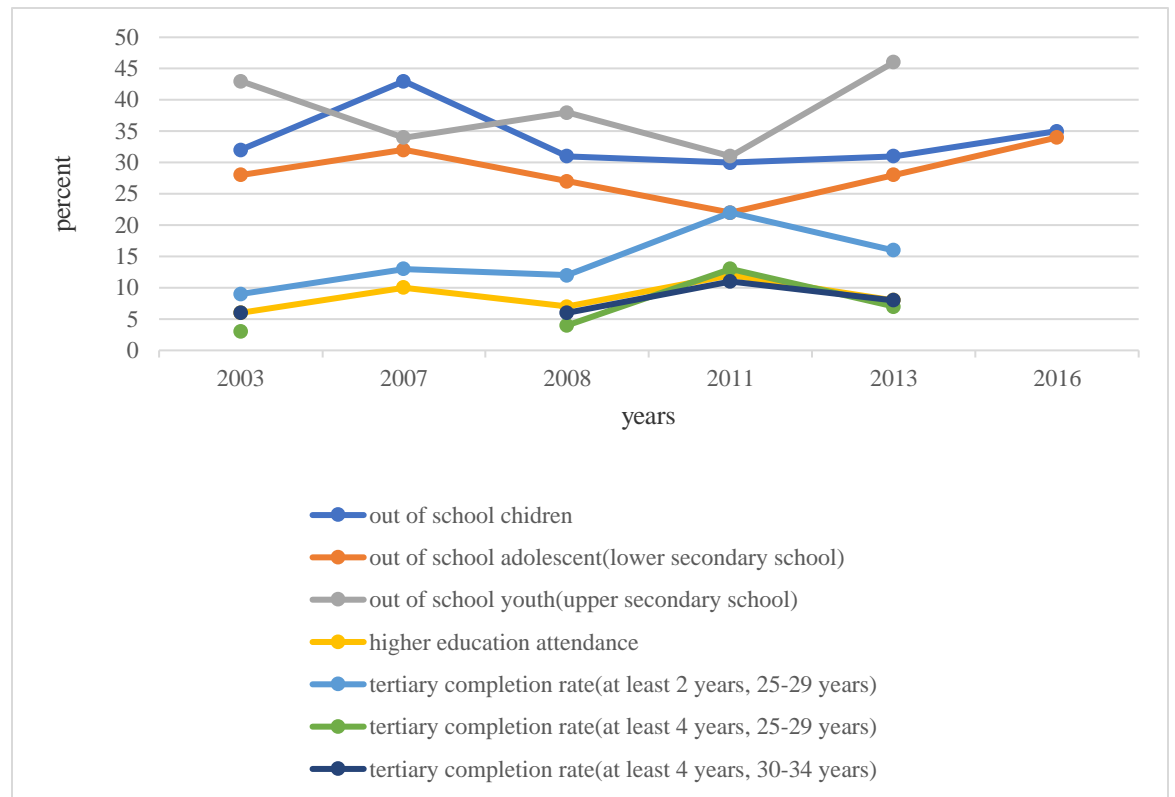 50
45
40
35
30
25
20
15
10
5
0
percent
2003 2007 2008 2011 2013 2016
years
out of school chidren
out of school adolescent(lower secondary school)
out of school youth(upper secondary school)
higher education attendance
tertiary completion rate(at least 2 years, 25-29 years)
tertiary completion rate(at least 4 years, 25-29 years)
tertiary completion rate(at least 4 years, 30-34 years)